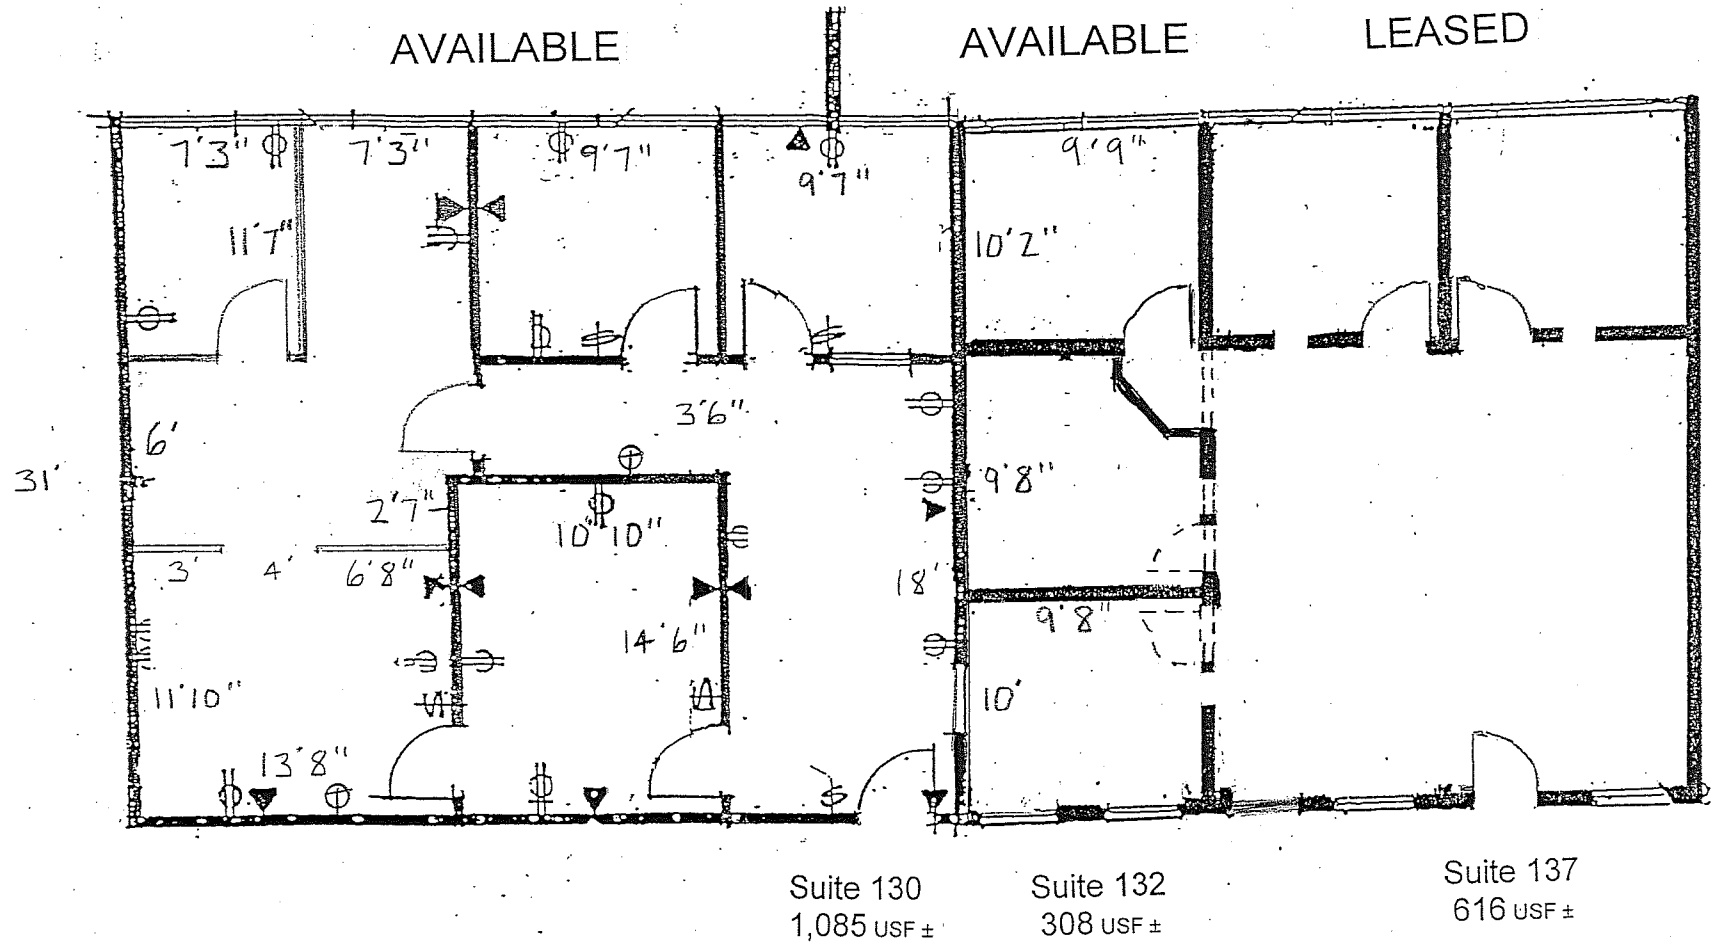 AVAILABLE
AVAILABLE
LEASED
7'3"
7'3"
9'7"
9'7"
9'9"
11'7"
10'2"
3'6"
6'
31'
2'7"
10'10"
9'8"
3'
4'
6'8"
18'
9'8"
14'6"
11'10"
10'
13'8"
Suite 130
1,085 USF ±
Suite 132
308 USF ±
Suite 137
616 USF ±